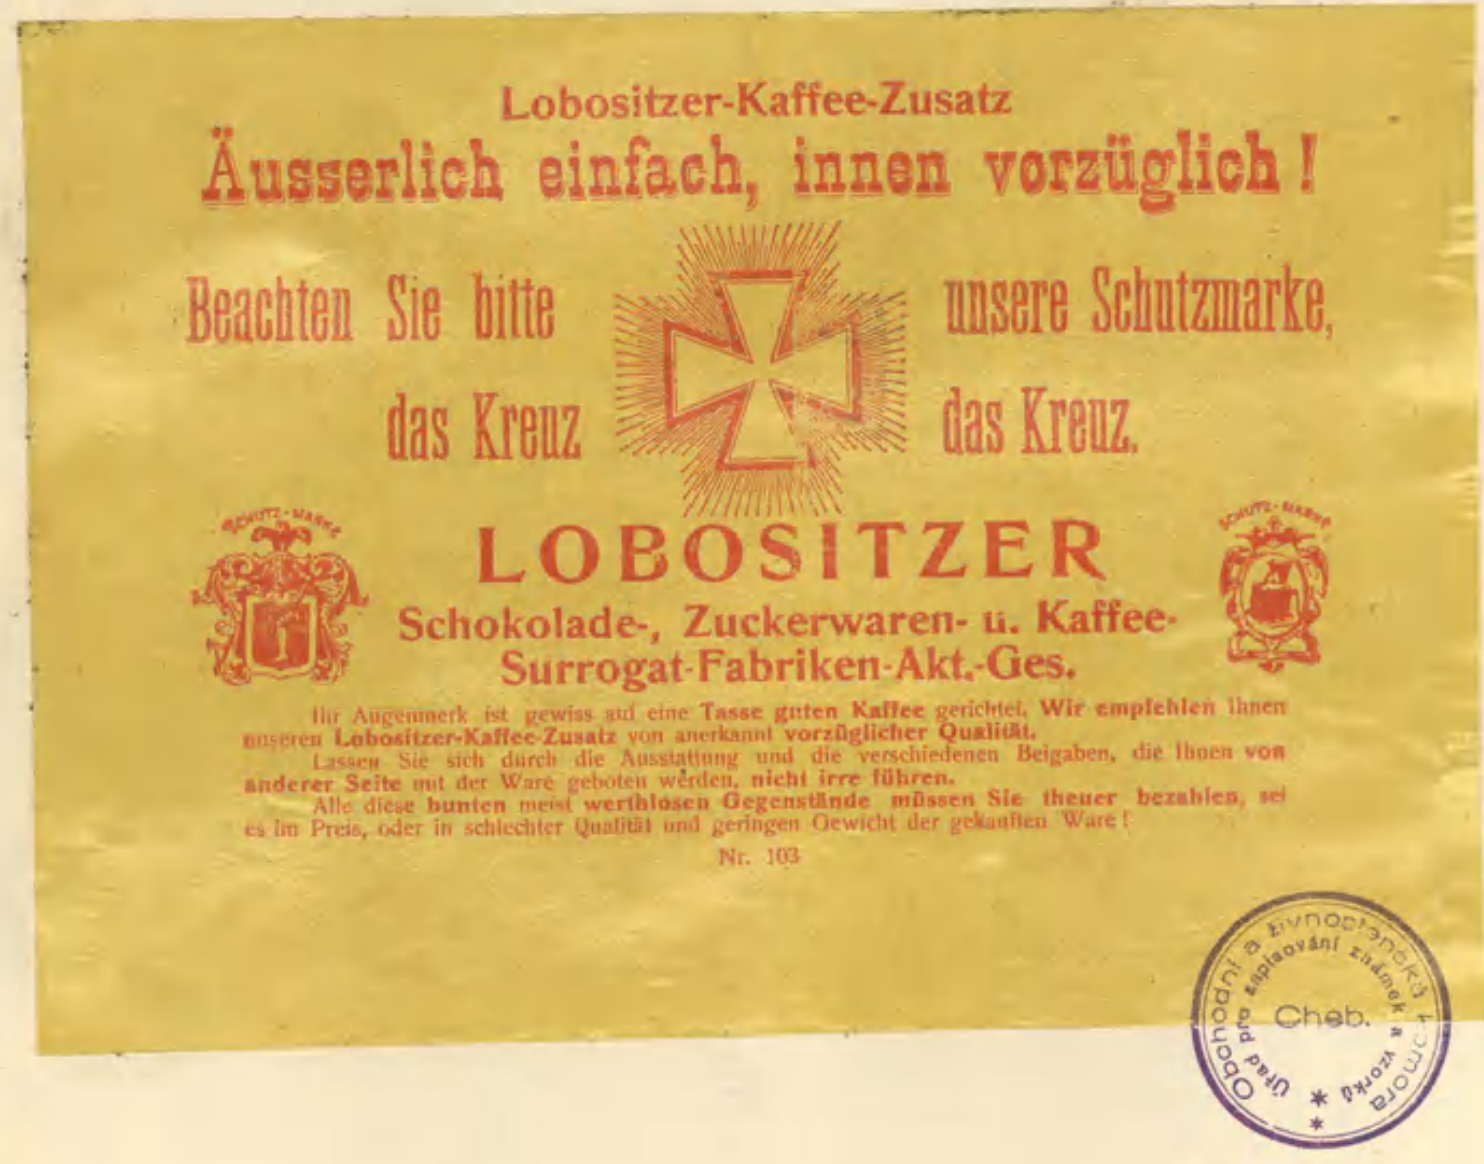 Lobositzer-Kaffee-Zusatz
Äusserlich einfach, innen vorzüglich !
Beachten Sie bitte unsere Schutzmarke,
das Kreuz das Kreuz.
SCHUTZ-MARKE
SCHUTZ-MARKE
LOBOSITZER
Schokolade-, Zuckerwaren- u. Kaffee-
Surrogat-Fabriken-Akt.-Ges.
Ihr Augenmerk ist gewiss auf eine Tasse guten Kaffee gerichtet. Wir empfehlen Ihnen
unseren Lobositzer-Kaffee-Zusatz von anerkannt vorzüglicher Qualität.
Lassen Sie sich durch die Ausstattung und die verschiedenen Beigaben, die Ihnen von
anderer Seite mit der Ware geboten werden, nicht irre führen.
Alle diese bunten meist werthlosen Gegenstände müssen Sie theuer bezahlen, sei
es im Preis, oder in schlechter Qualität und geringen Gewicht der gekauften Ware !
Nr. 103
Obchodní a živnostenská komora
Úřad pro zapisování známek a vzorků
Cheb.